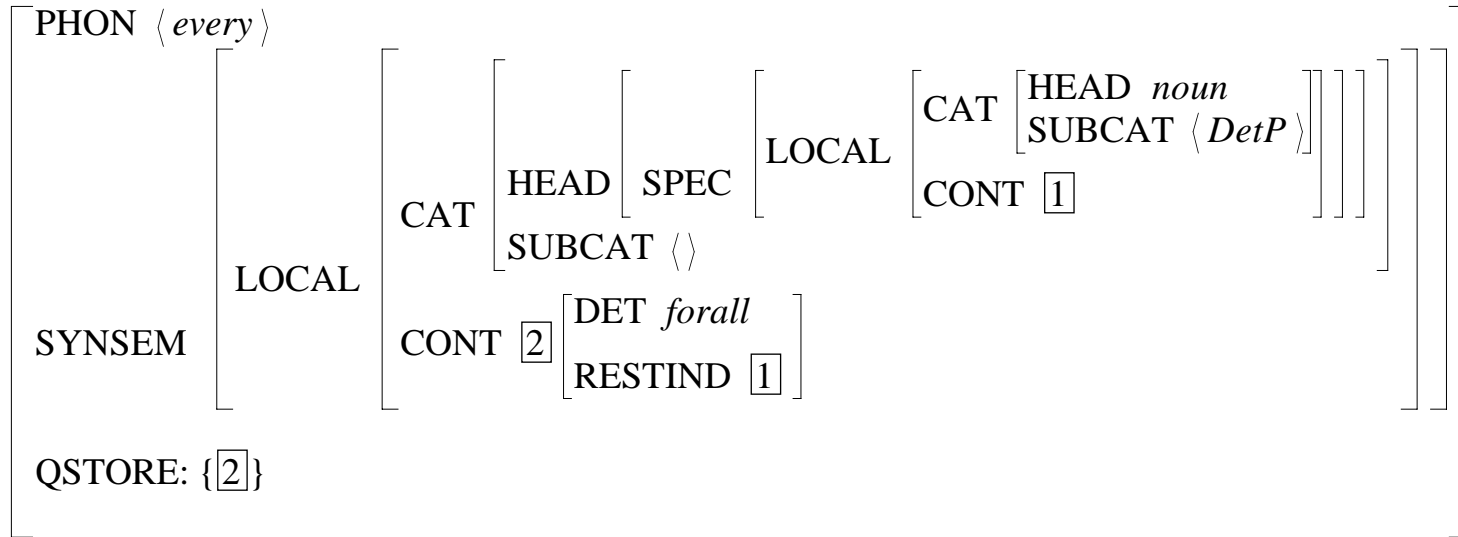 PHON ⟨ every ⟩
HEAD noun
CAT
SUBCAT ⟨ DetP ⟩
LOCAL
HEAD SPEC
CONT 1
CAT
SUBCAT ⟨⟩
LOCAL
DET forall
SYNSEM
CONT 2
RESTIND 1
QSTORE: {2}